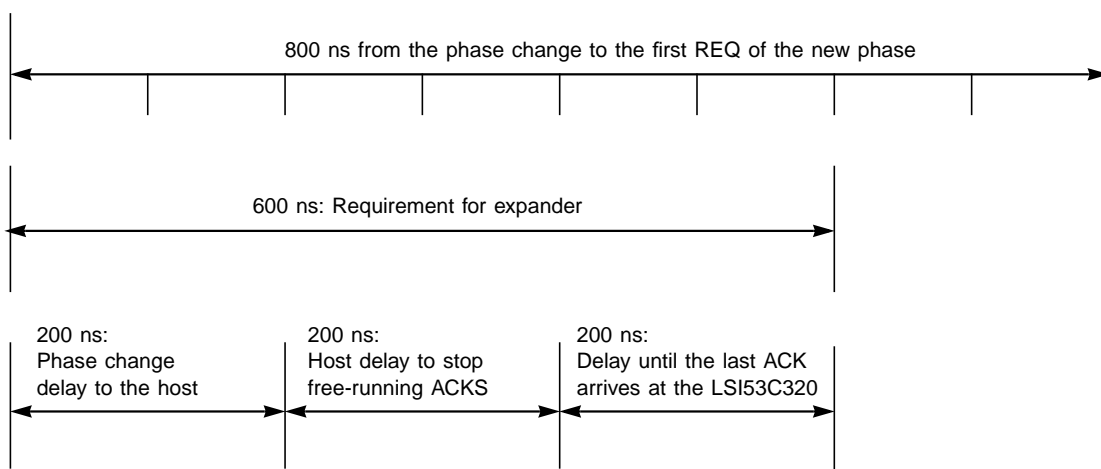 800 ns from the phase change to the first REQ of the new phase
600 ns: Requirement for expander
200 ns:
Phase change
delay to the host
200 ns:
Host delay to stop
free-running ACKS
200 ns:
Delay until the last ACK
arrives at the LSI53C320